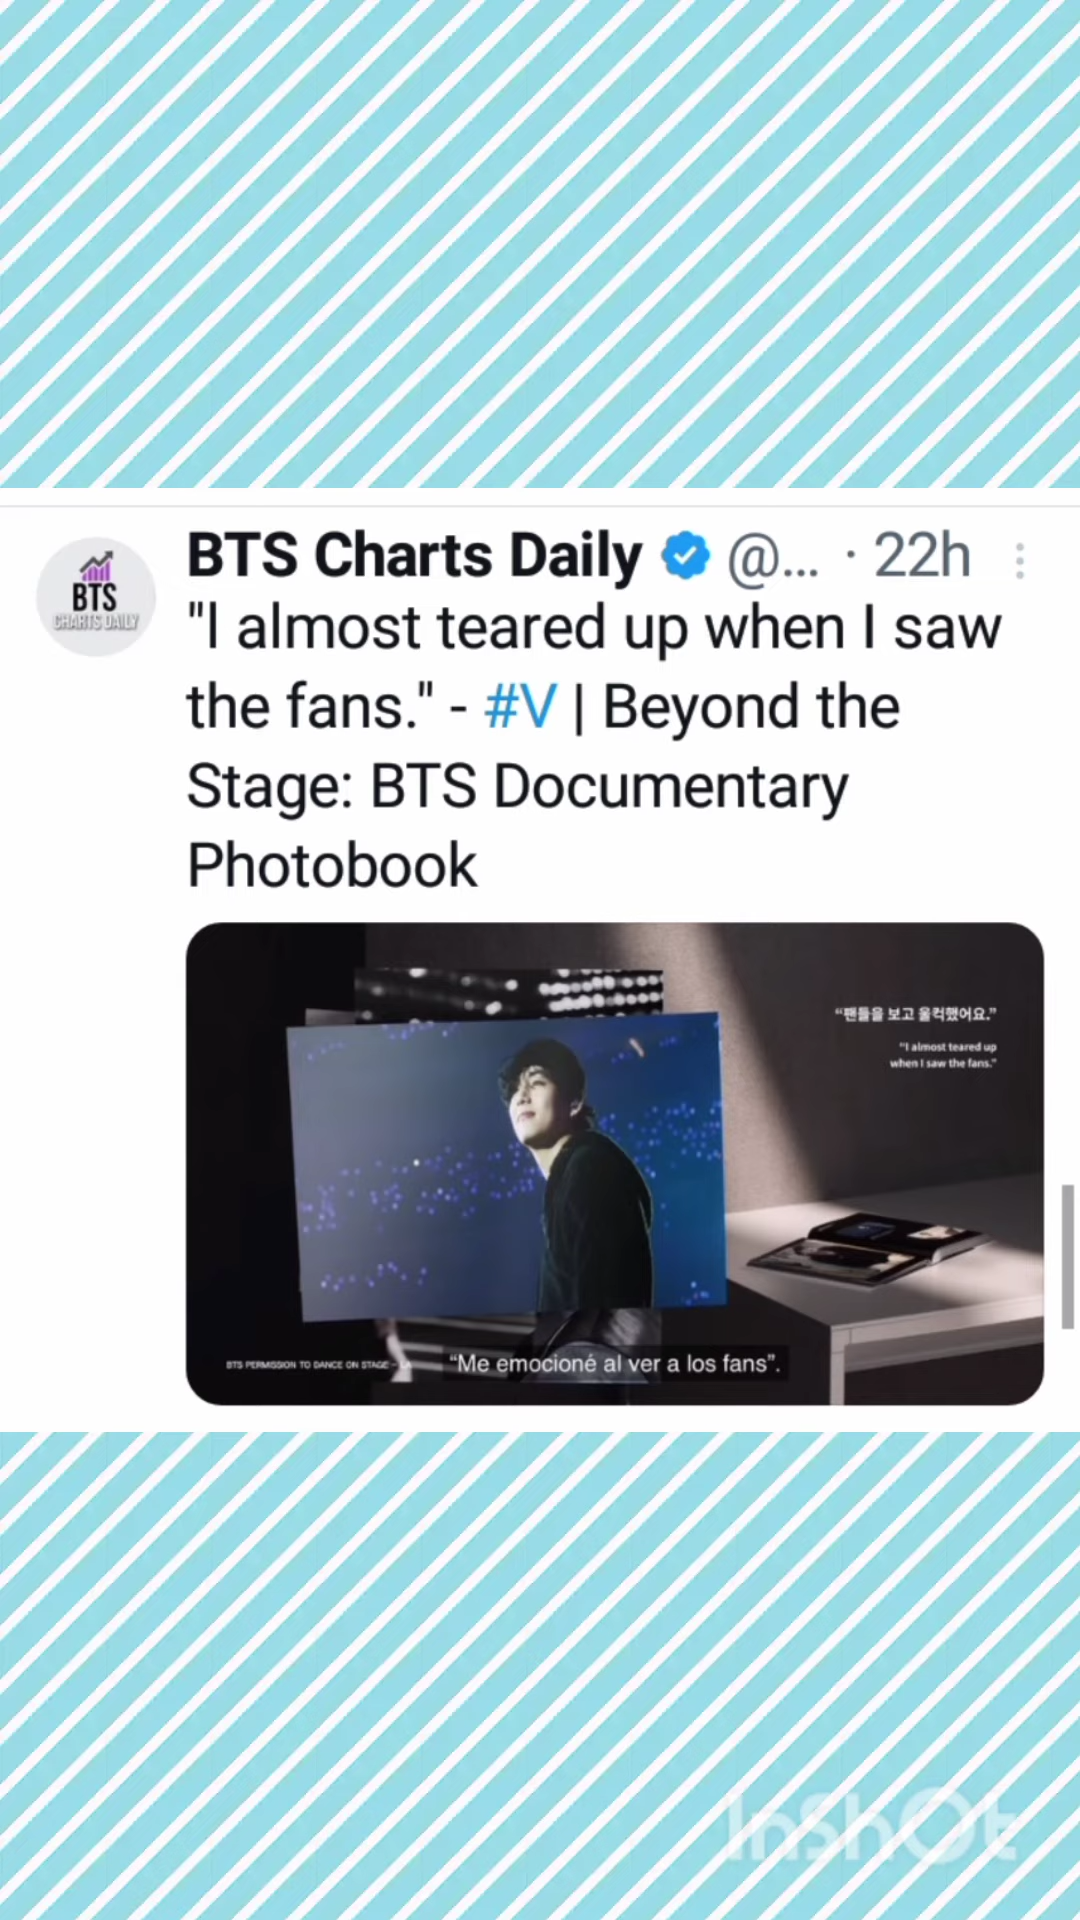 BTS Charts Daily @... · 22h
BTS
CHARTS DAILY
"I almost teared up when I saw
the fans." - #V | Beyond the
Stage: BTS Documentary
Photobook
“팬들을 보고 울컥했어요.”
"I almost teared up
when I saw the fans."
BTS PERMISSION TO DANCE ON STAGE - LA
“Me emocioné al ver a los fans”.
InShOt